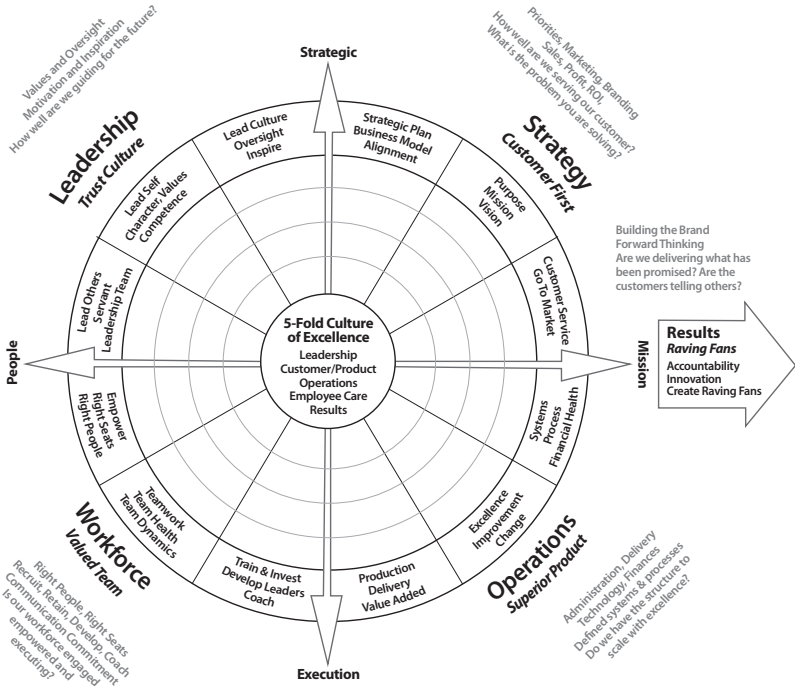 Values and Oversight
Motivation and Inspiration
How well are we guiding for the future?
Leadership
Trust Culture
Strategic
Priorities, Marketing, Branding
Sales, Profit, ROI,
How well are we serving our customer?
What is the problem you are solving?
Strategy
Customer First
Lead Culture
Oversight
Inspire
Strategic Plan
Business Model
Alignment
Lead Self
Character, Values
Competence
Purpose
Mission
Vision
Lead Others
Servant
Leadership Team
Customer Service
Go To Market
Building the Brand
Forward Thinking
Are we delivering what has
been promised? Are the
customers telling others?
5-Fold Culture
of Excellence
Leadership
Customer/Product
Operations
Employee Care
Results
People
Mission
Results
Raving Fans
Accountability
Innovation
Create Raving Fans
Empower
Right Seats
Right People
Systems
Process
Financial Health
Teamwork
Team Health
Team Dynamics
Excellence
Improvement
Change
Train & Invest
Develop Leaders
Coach
Production
Delivery
Value Added
Workforce
Valued Team
Right People, Right Seats
Recruit, Retain, Develop, Coach
Communication Commitment
Is our workforce engaged
empowered and
executing?
Operations
Superior Product
Administration, Delivery
Technology, Finances
Defined systems & processes
Do we have the structure to
scale with excellence?
Execution